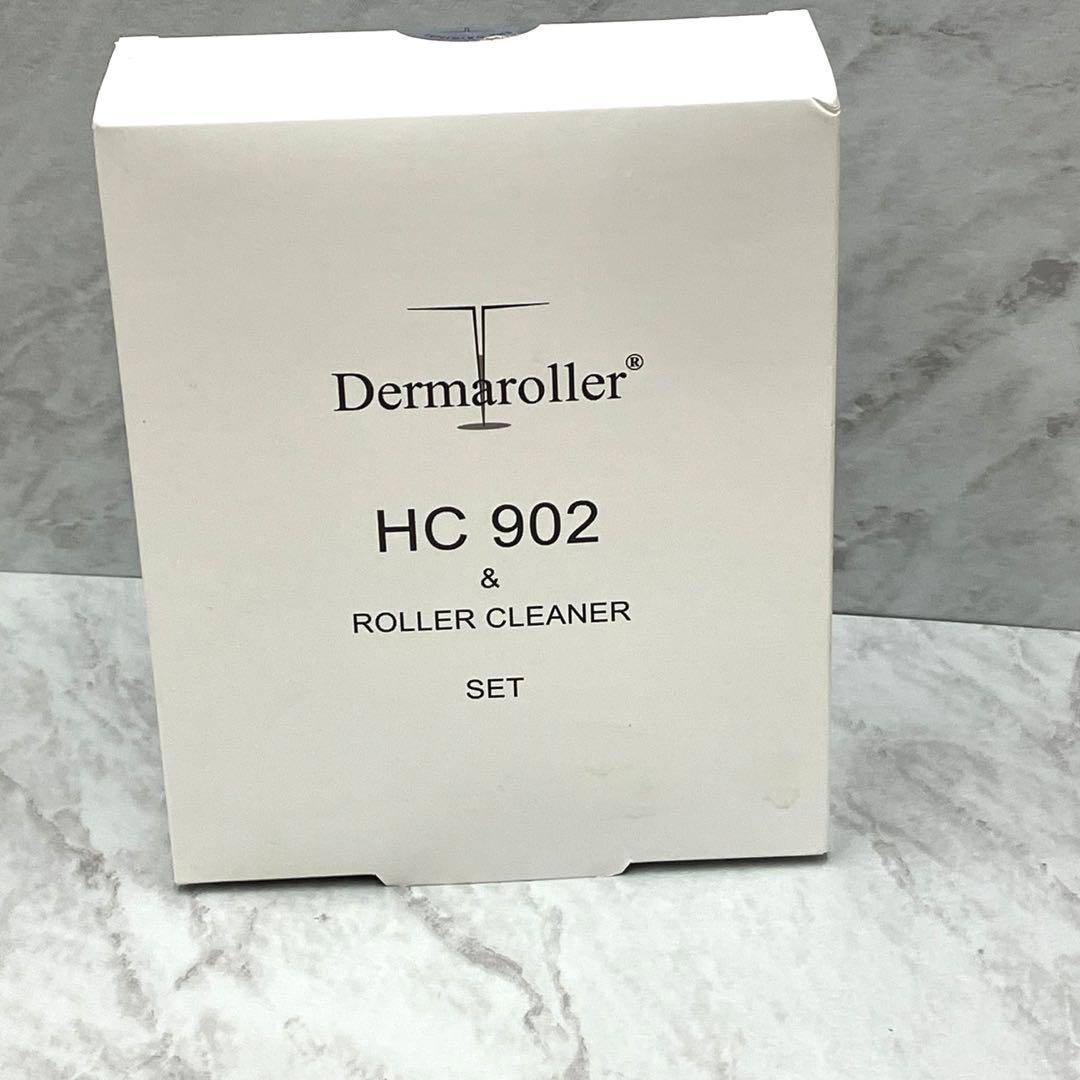 Dermaroller®
HC 902
&
ROLLER CLEANER
SET